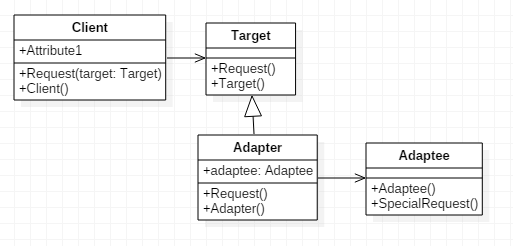 Client
+Attribute1
+Request(target: Target)
+Client()
Target
+Request()
+Target()
Adapter
+adaptee: Adaptee
+Request()
+Adapter()
Adaptee
+Adaptee()
+SpecialRequest()